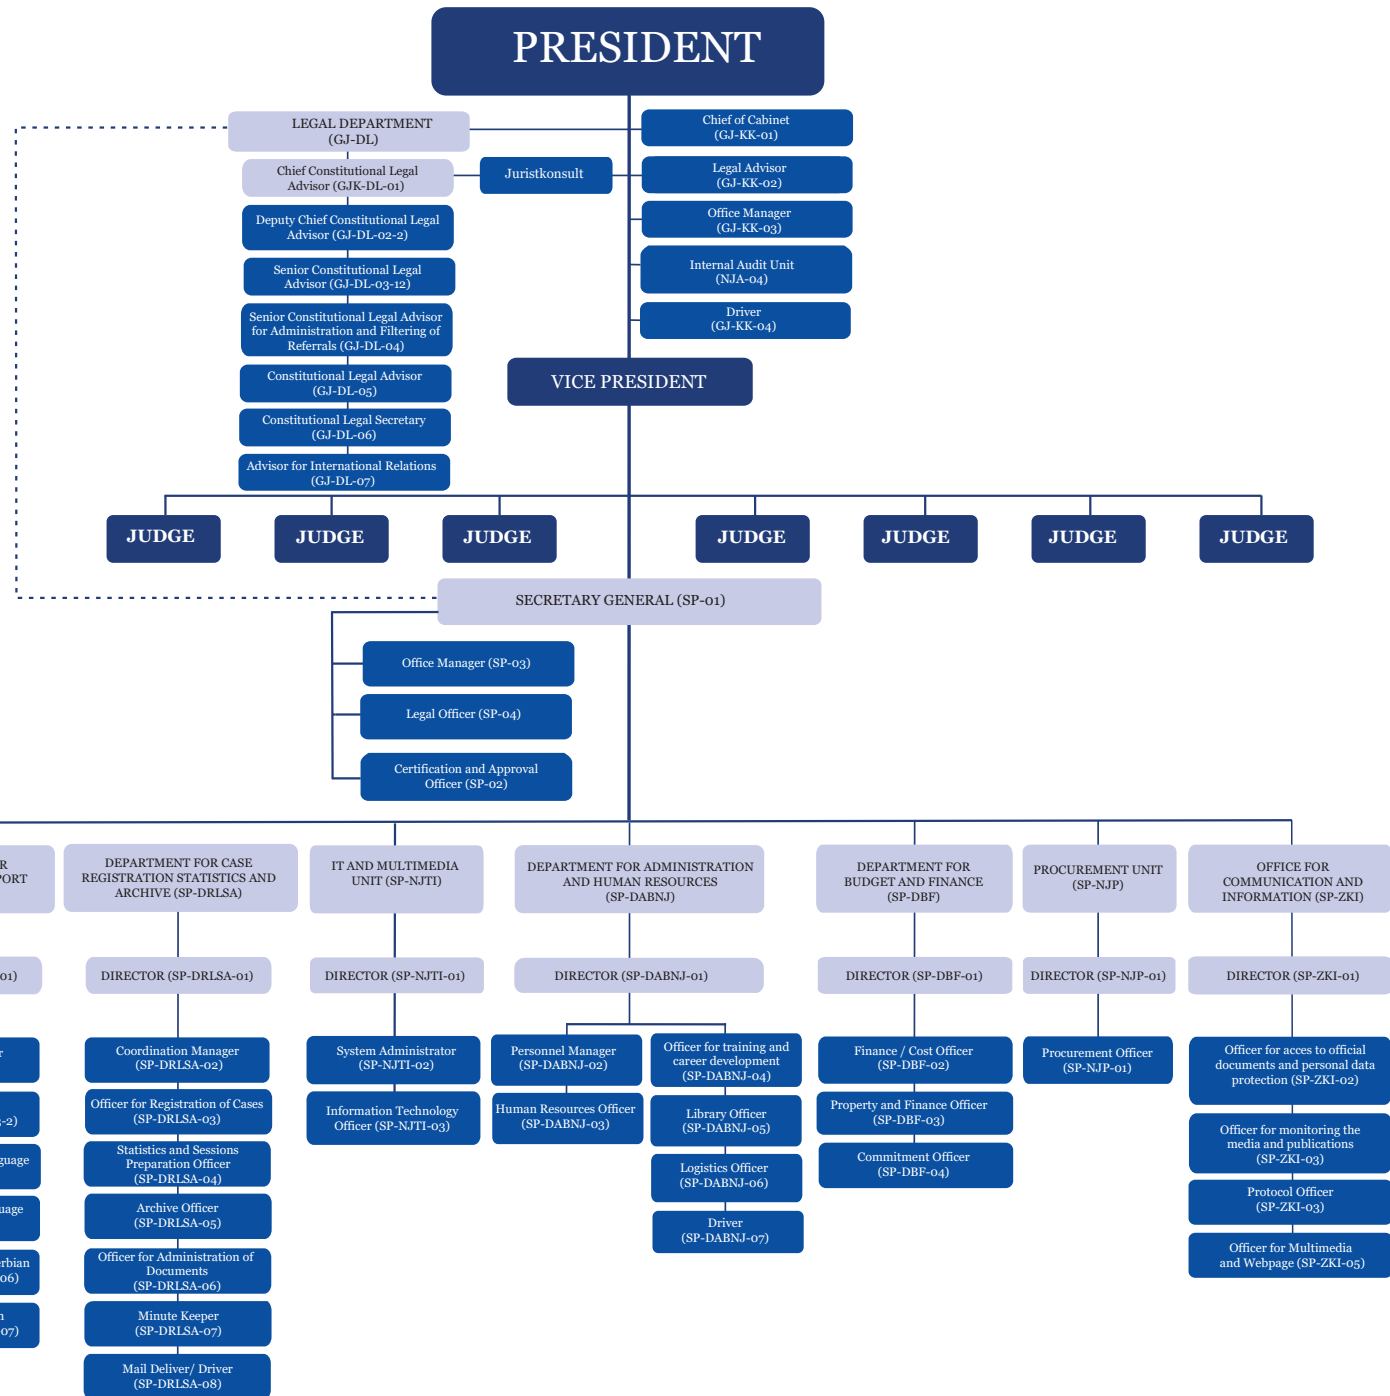 PRESIDENT
LEGAL DEPARTMENT
(GJ-DL)
Chief Constitutional Legal
Advisor (GJK-DL-01)
Juristkonsult
Deputy Chief Constitutional Legal
Advisor (GJ-DL-02-2)
Senior Constitutional Legal
Advisor (GJ-DL-03-12)
Senior Constitutional Legal Advisor
for Administration and Filtering of
Referrals (GJ-DL-04)
Constitutional Legal Advisor
(GJ-DL-05)
Constitutional Legal Secretary
(GJ-DL-06)
Advisor for International Relations
(GJ-DL-07)
Chief of Cabinet
(GJ-KK-01)
Legal Advisor
(GJ-KK-02)
Office Manager
(GJ-KK-03)
Internal Audit Unit
(NJA-04)
Driver
(GJ-KK-04)
VICE PRESIDENT
JUDGE
JUDGE
JUDGE
JUDGE
JUDGE
JUDGE
JUDGE
SECRETARY GENERAL (SP-01)
Office Manager (SP-03)
Legal Officer (SP-04)
Certification and Approval
Officer (SP-02)
R
PORT
01)
r
3-2)
guage
uage
erbian
06)
n
-07)
DEPARTMENT FOR CASE
REGISTRATION STATISTICS AND
ARCHIVE (SP-DRLSA)
DIRECTOR (SP-DRLSA-01)
Coordination Manager
(SP-DRLSA-02)
Officer for Registration of Cases
(SP-DRLSA-03)
Statistics and Sessions
Preparation Officer
(SP-DRLSA-04)
Archive Officer
(SP-DRLSA-05)
Officer for Administration of
Documents
(SP-DRLSA-06)
Minute Keeper
(SP-DRLSA-07)
Mail Deliver/ Driver
(SP-DRLSA-08)
IT AND MULTIMEDIA
UNIT (SP-NJTI)
DIRECTOR (SP-NJTI-01)
System Administrator
(SP-NJTI-02)
Information Technology
Officer (SP-NJTI-03)
DEPARTMENT FOR ADMINISTRATION
AND HUMAN RESOURCES
(SP-DABNJ)
DIRECTOR (SP-DABNJ-01)
Personnel Manager
(SP-DABNJ-02)
Human Resources Officer
(SP-DABNJ-03)
Officer for training and
career development
(SP-DABNJ-04)
Library Officer
(SP-DABNJ-05)
Logistics Officer
(SP-DABNJ-06)
Driver
(SP-DABNJ-07)
DEPARTMENT FOR
BUDGET AND FINANCE
(SP-DBF)
DIRECTOR (SP-DBF-01)
Finance / Cost Officer
(SP-DBF-02)
Property and Finance Officer
(SP-DBF-03)
Commitment Officer
(SP-DBF-04)
PROCUREMENT UNIT
(SP-NJP)
DIRECTOR (SP-NJP-01)
Procurement Officer
(SP-NJP-01)
OFFICE FOR
COMMUNICATION AND
INFORMATION (SP-ZKI)
DIRECTOR (SP-ZKI-01)
Officer for acces to official
documents and personal data
protection (SP-ZKI-02)
Officer for monitoring the
media and publications
(SP-ZKI-03)
Protocol Officer
(SP-ZKI-03)
Officer for Multimedia
and Webpage (SP-ZKI-05)